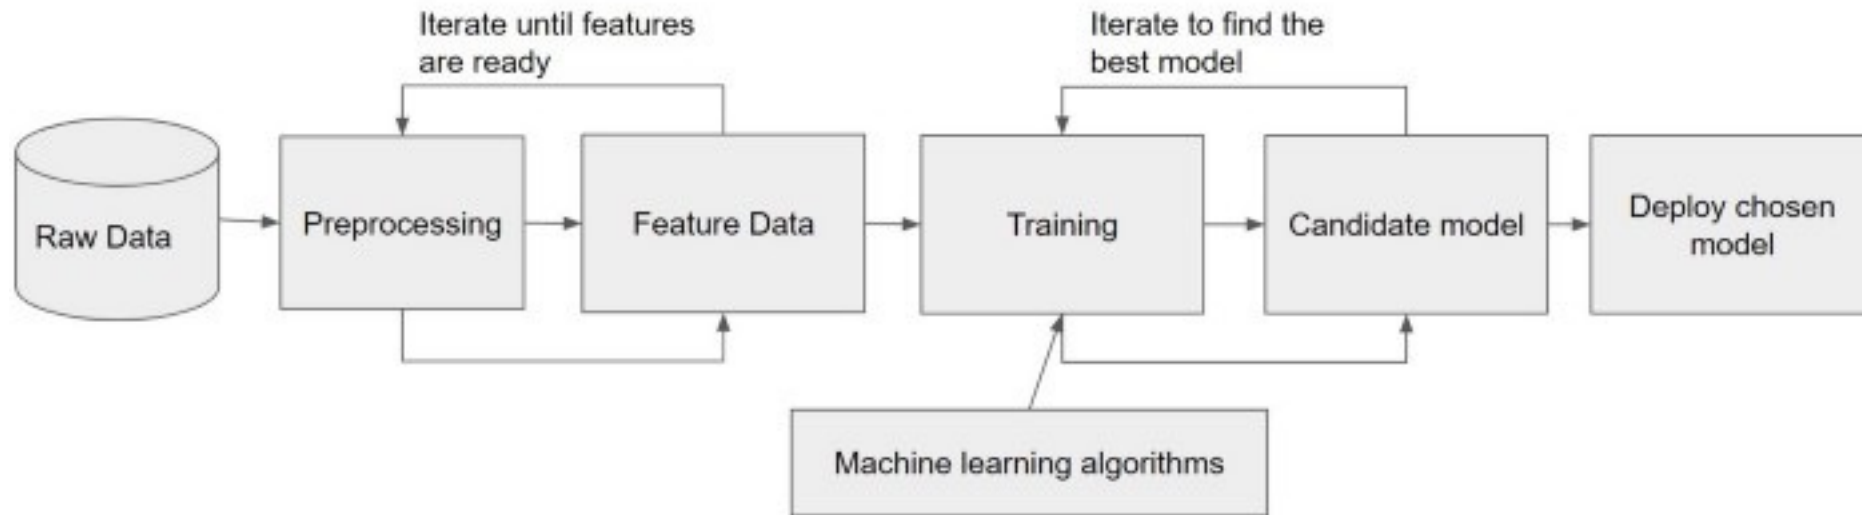 Iterate until features
are ready
Iterate to find the
best model
Raw Data
Preprocessing
Feature Data
Training
Candidate model
Deploy chosen
model
Machine learning algorithms